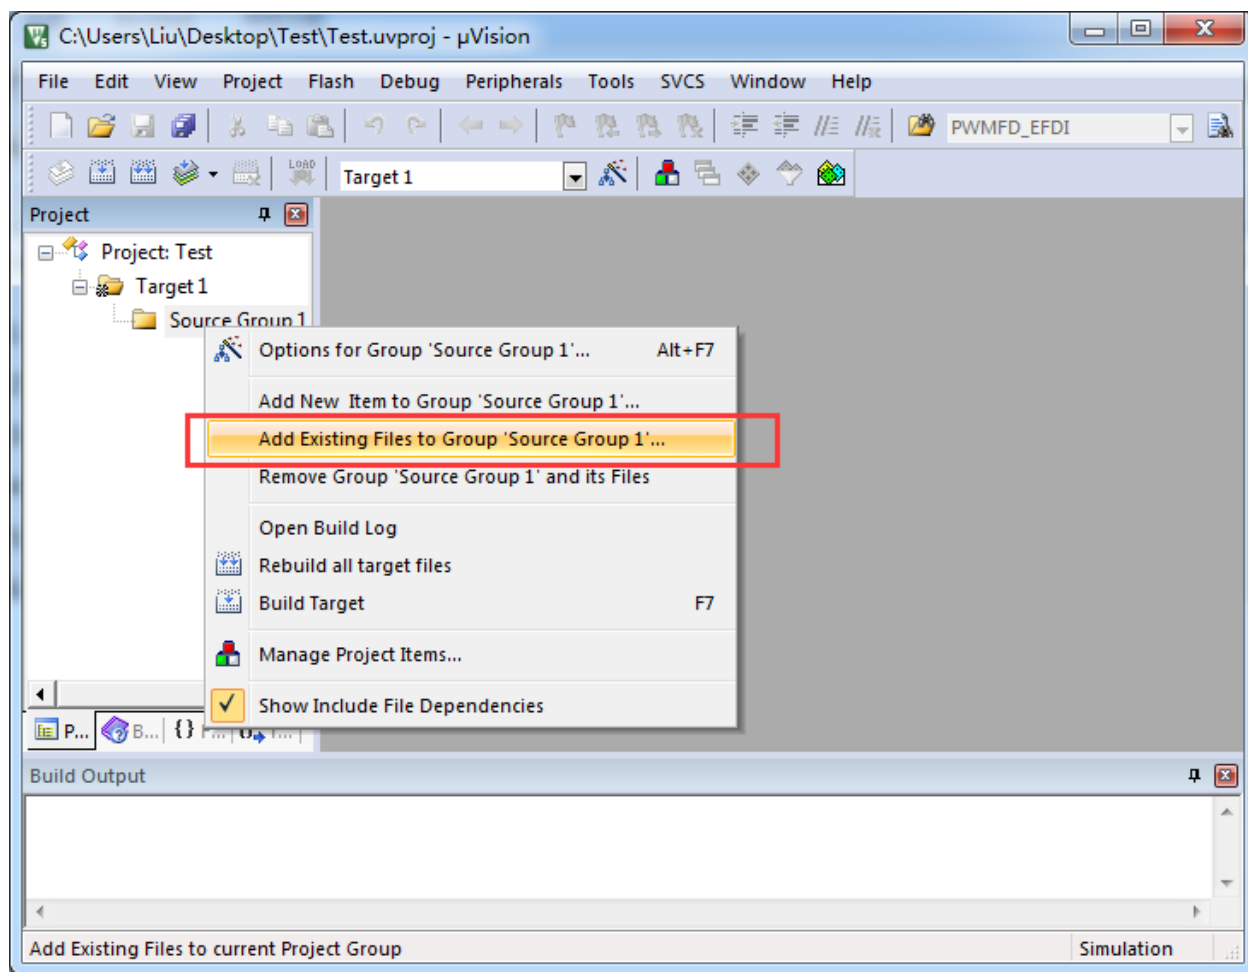 C:\Users\Liu\Desktop\Test\Test.uvproj - µVision
File Edit View Project Flash Debug Peripherals Tools SVCS Window Help
PWMFD_EFDI
LOAD Target 1
Project
Project: Test
Target 1
Source Group 1
Options for Group 'Source Group 1'... Alt+F7
Add New Item to Group 'Source Group 1'...
Add Existing Files to Group 'Source Group 1'...
Remove Group 'Source Group 1' and its Files
Open Build Log
Rebuild all target files
Build Target F7
Manage Project Items...
Show Include File Dependencies
P... B... {}
Build Output
Add Existing Files to current Project Group Simulation